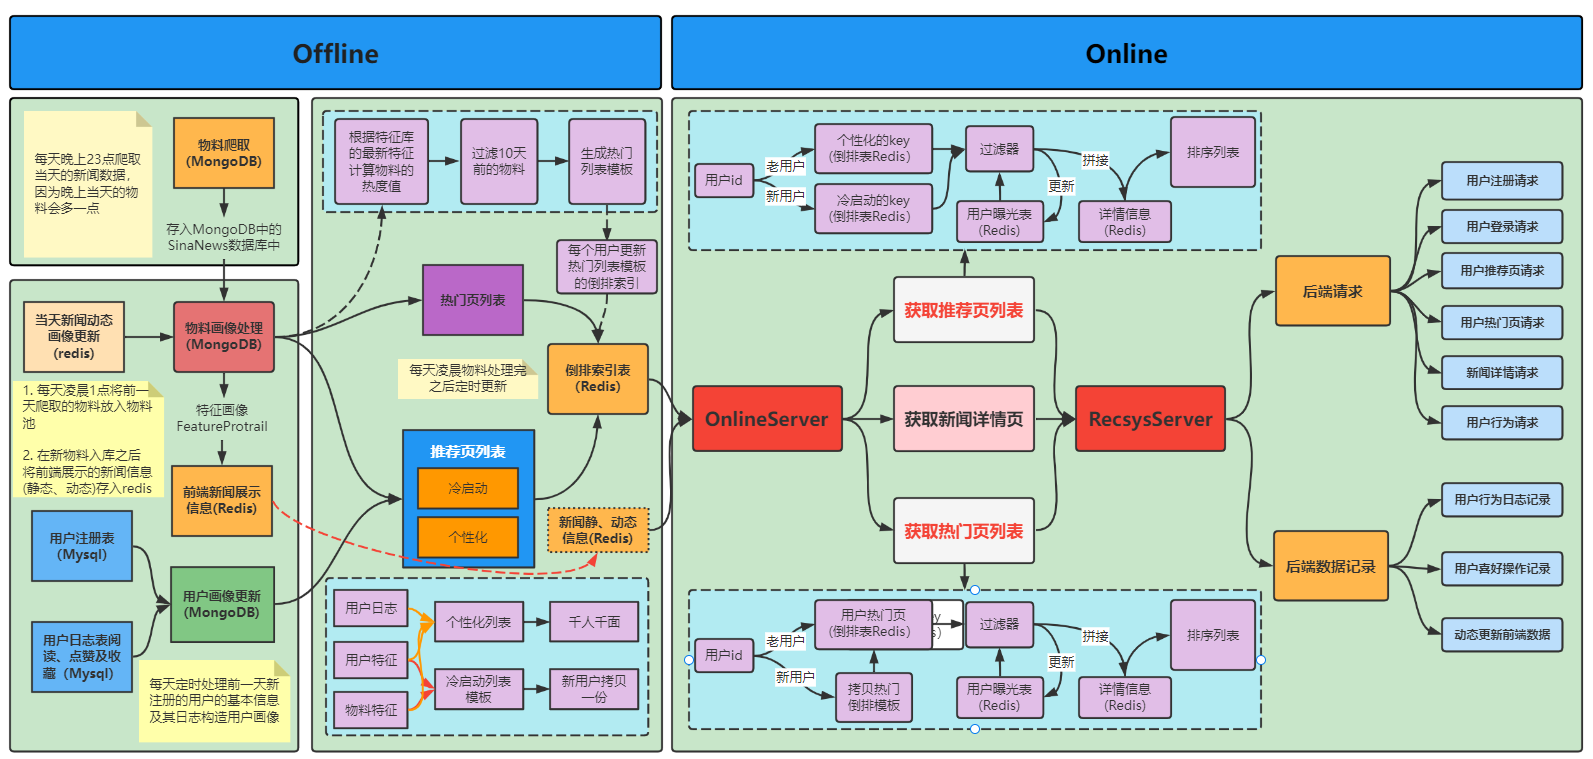 Offline
Online
每天晚上23点爬取
当天的新闻数据，
因为晚上当天的物
料会多一点
物料爬取
(MongoDB)
存入MongoDB中的
SinaNews数据库中
当天新闻动态
画像更新
(redis)
物料画像处理
(MongoDB)
1. 每天凌晨1点将前一
天爬取的物料放入物料
池
2. 在新物料入库之后
将前端展示的新闻信息
(静态、动态)存入redis
特征画像
FeatureProtrail
前端新闻展示
信息(Redis)
用户注册表
（Mysql）
用户画像更新
(MongoDB)
用户日志表阅
读、点赞及收
藏（Mysql）
每天定时处理前一天新
注册的用户的基本信息
及其日志构造用户画像
根据特征库
的最新特征
计算物料的
热度值
过滤10天
前的物料
生成热门
列表模板
每个用户更新
热门列表模板
的倒排索引
热门页列表
每天凌晨物料处理完
之后定时更新
倒排索引表
（Redis）
推荐页列表
冷启动
个性化
新闻静、动态
信息(Redis)
用户日志
用户特征
物料特征
个性化列表
千人千面
冷启动列表
模板
新用户拷贝
一份
用户id
老用户
新用户
个性化的key
(倒排表Redis）
冷启动的key
(倒排表Redis）
过滤器
更新
用户曝光表
(Redis)
拼接
详情信息
(Redis)
排序列表
获取推荐页列表
OnlineServer
获取新闻详情页
RecsysServer
获取热门页列表
用户id
老用户
新用户
用户热门页
(倒排表Redis）
拷贝热门
倒排模板
过滤器
更新
用户曝光表
(Redis)
拼接
详情信息
(Redis)
排序列表
后端请求
用户注册请求
用户登录请求
用户推荐页请求
用户热门页请求
新闻详情请求
用户行为请求
后端数据记录
用户行为日志记录
用户喜好操作记录
动态更新前端数据